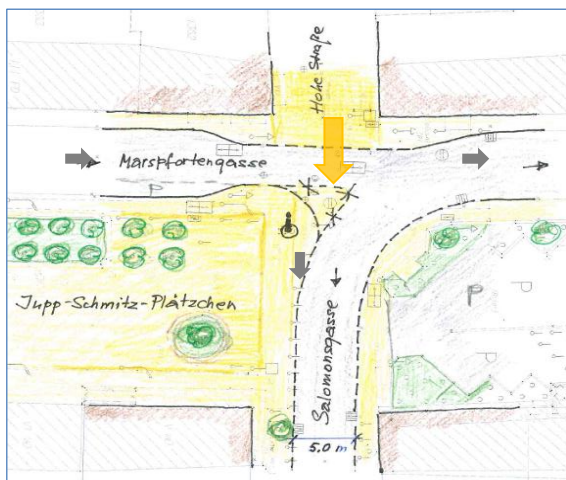 Hohe Straße
Marspfortengasse
P
Jupp-Schmitz-Plätzchen
P
P
Salomonsgasse
5.0 m